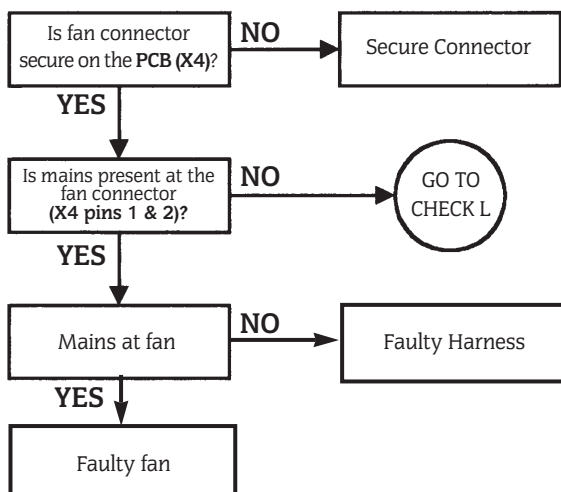 Is fan connector
secure on the PCB (X4)?
NO
Secure Connector
YES
Is mains present at the
fan connector
(X4 pins 1 & 2)?
NO
GO TO
CHECK L
YES
Mains at fan
NO
Faulty Harness
YES
Faulty fan